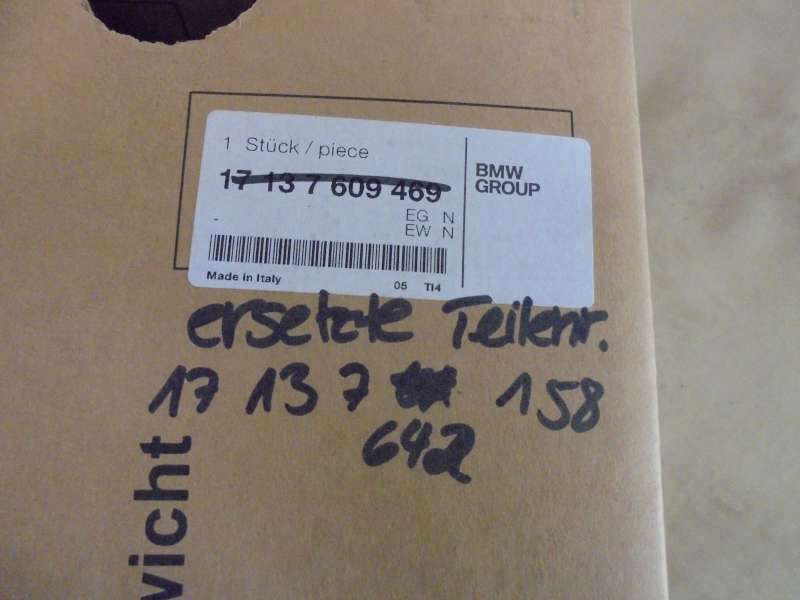 1 Stück / piece
17 13 7 609 469
BMW
GROUP
EG N
EW N
-
Made in Italy
05 TI4
ersetzte Teilenr.
17 13 7 158
642
wicht